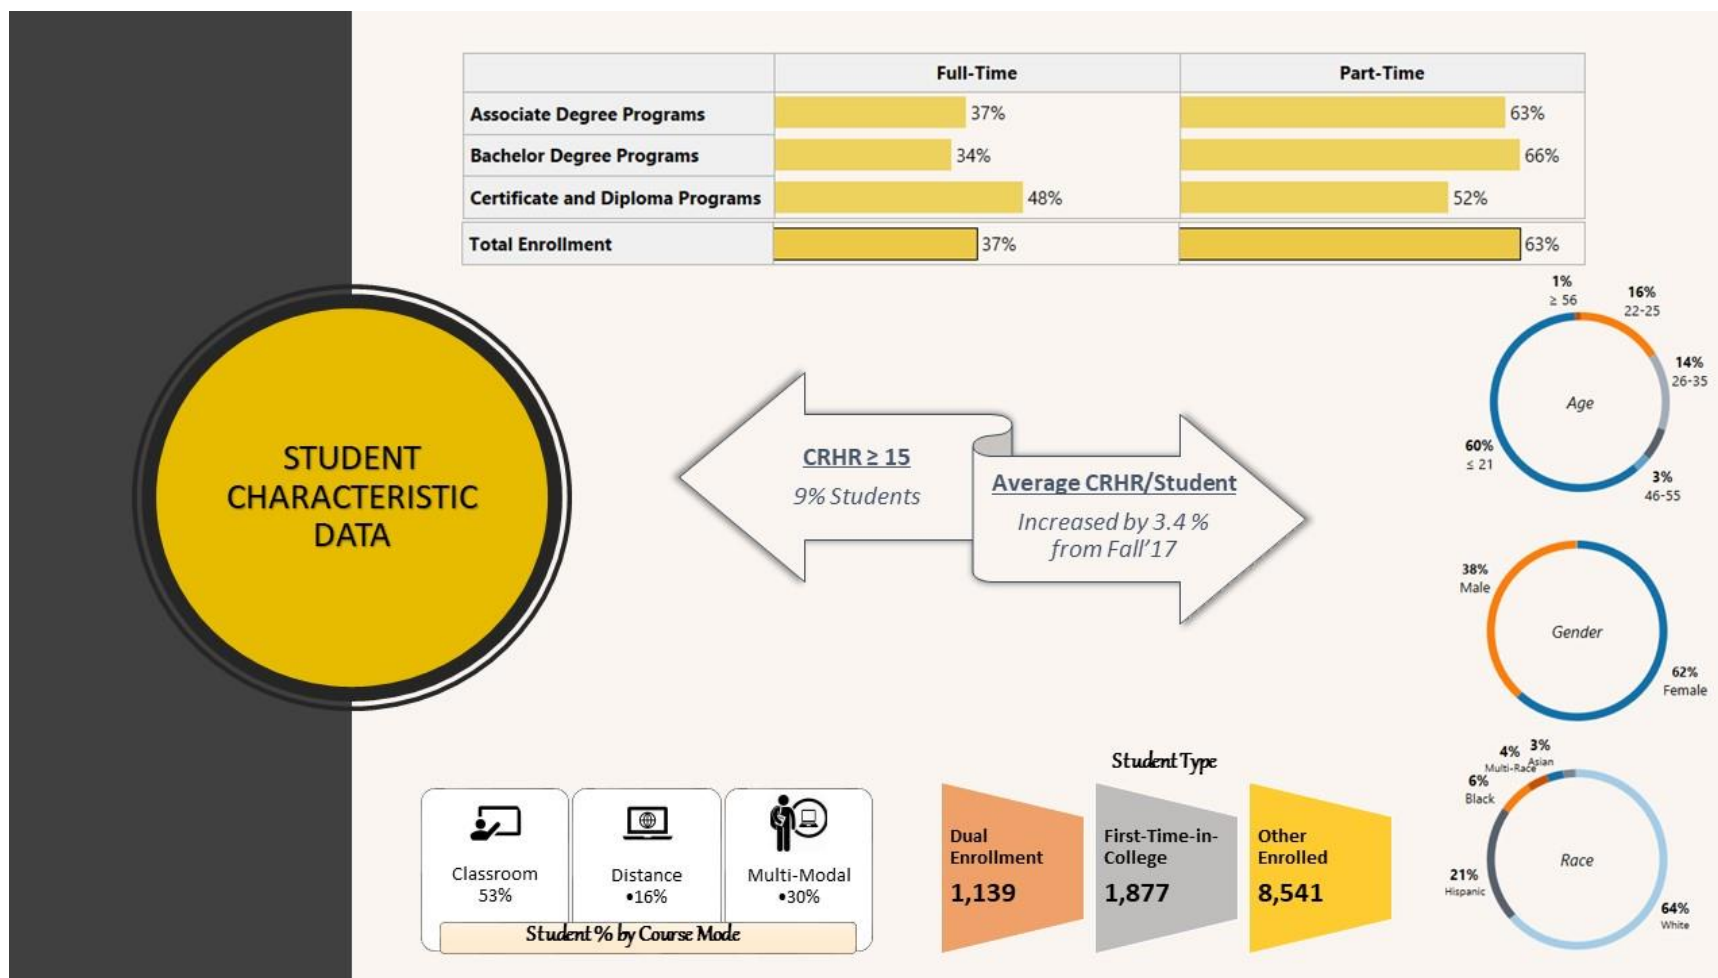 Full-Time Part-Time
Associate Degree Programs 37% 63%
Bachelor Degree Programs 34% 66%
Certificate and Diploma Programs 48% 52%
Total Enrollment 37% 63%
STUDENT
CHARACTERISTIC
DATA
CRHR ≥ 15
9% Students
Average CRHR/Student
Increased by 3.4 %
from Fall'17
1%
≥ 56
16%
22-25
14%
26-35
Age
60%
≤ 21
3%
46-55
38%
Male
Gender
62%
Female
4%
Multi-Race
3%
Asian
6%
Black
Race
21%
Hispanic
64%
White
Classroom
53%
Distance
•16%
Multi-Modal
•30%
Student % by Course Mode
Student Type
Dual
Enrollment
1,139
First-Time-in-
College
1,877
Other
Enrolled
8,541